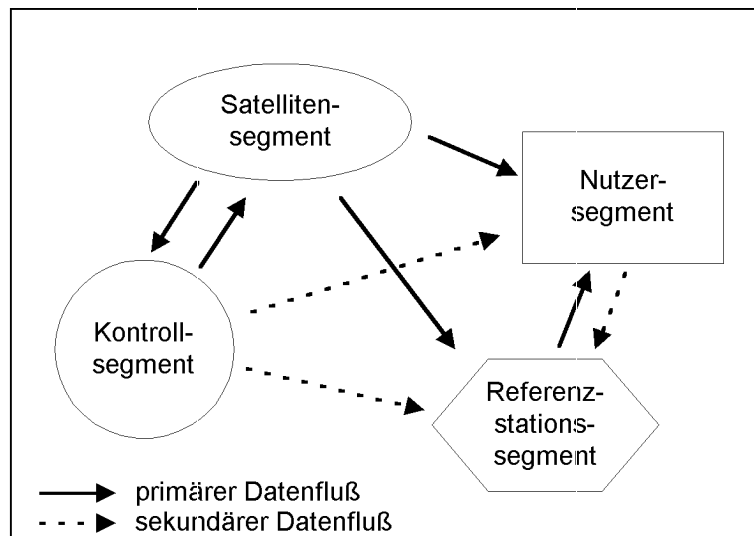 Satelliten-
segment
Nutzer-
segment
Kontroll-
segment
Referenz-
stations-
segment
primärer Datenfluß
sekundärer Datenfluß